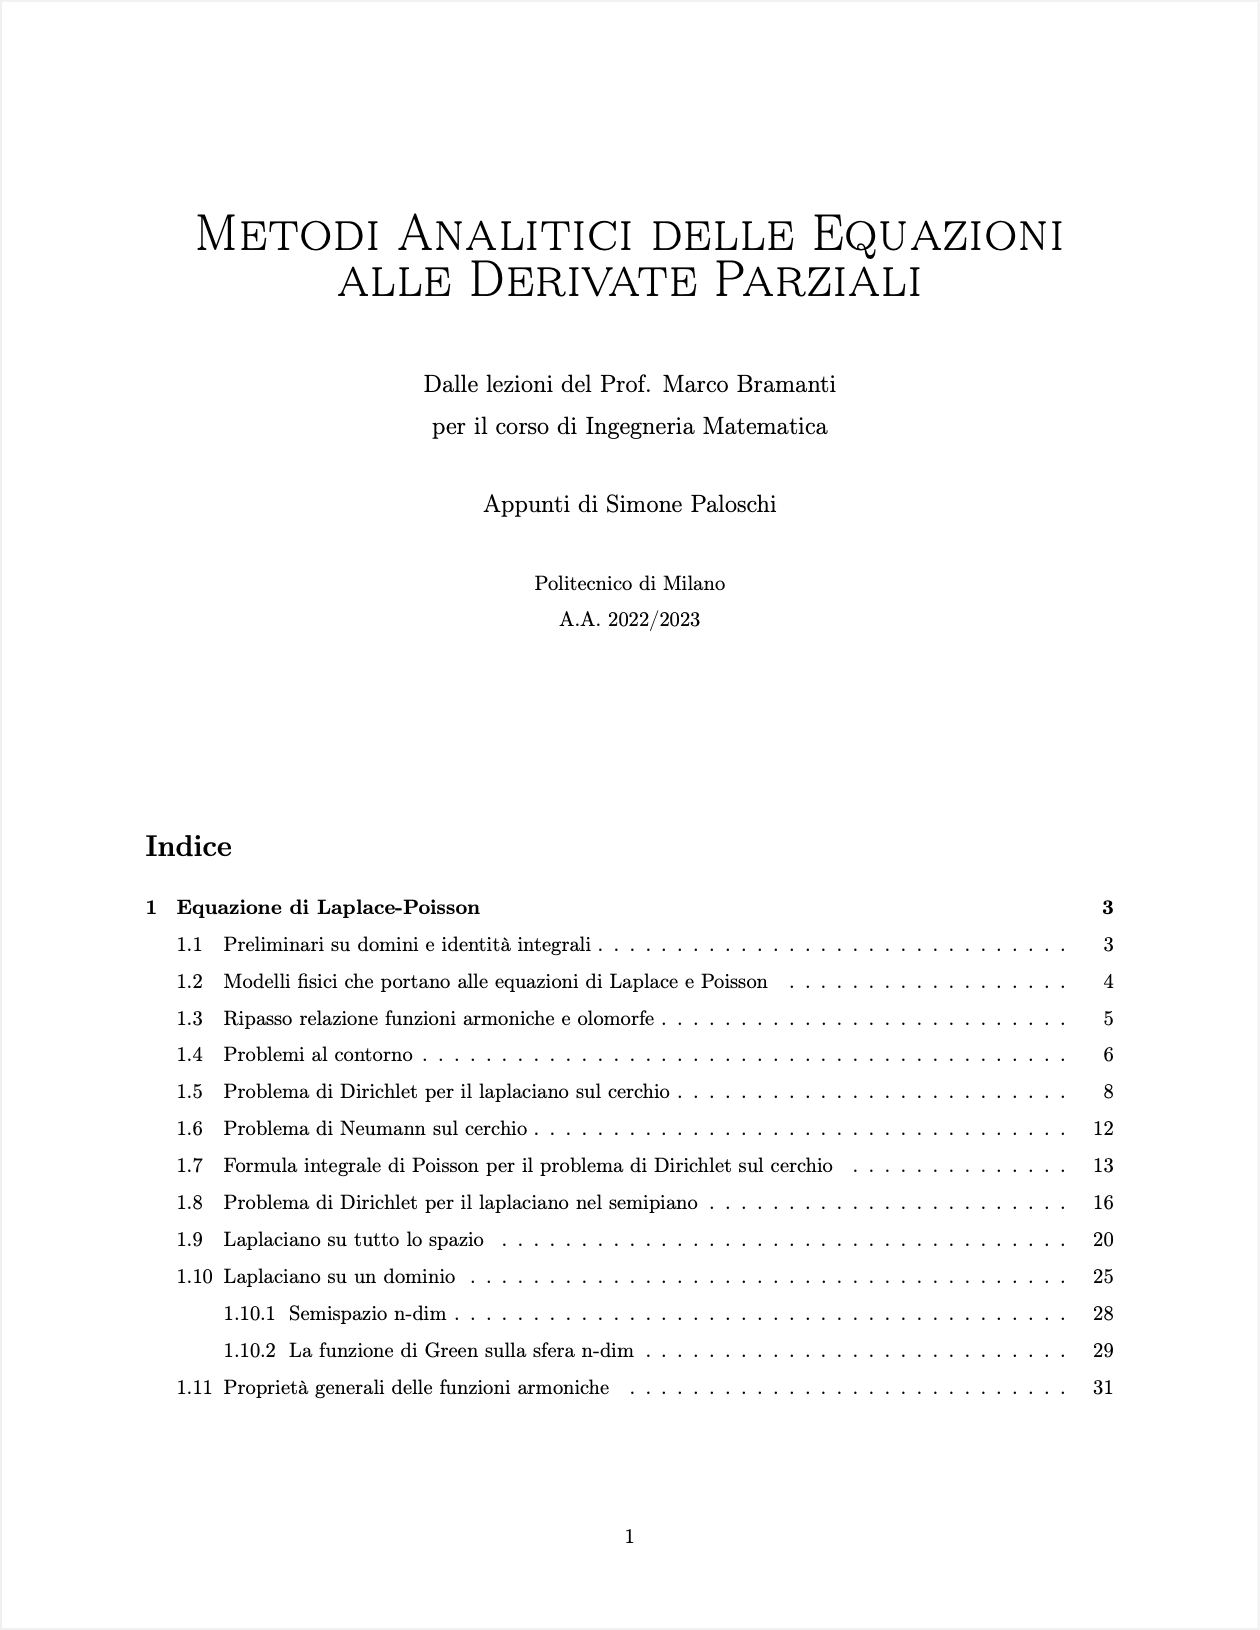 Metodi Analitici delle Equazioni
alle Derivate Parziali
Dalle lezioni del Prof. Marco Bramanti
per il corso di Ingegneria Matematica
Appunti di Simone Paloschi
Politecnico di Milano
A.A. 2022/2023
Indice
1 Equazione di Laplace-Poisson 3
1.1 Preliminari su domini e identità integrali . . . . . . . . . . . . . . . . . . . . . . . . . . . . . . 3
1.2 Modelli fisici che portano alle equazioni di Laplace e Poisson . . . . . . . . . . . . . . . . . . 4
1.3 Ripasso relazione funzioni armoniche e olomorfe . . . . . . . . . . . . . . . . . . . . . . . . . . 5
1.4 Problemi al contorno . . . . . . . . . . . . . . . . . . . . . . . . . . . . . . . . . . . . . . . . . 6
1.5 Problema di Dirichlet per il laplaciano sul cerchio . . . . . . . . . . . . . . . . . . . . . . . . . 8
1.6 Problema di Neumann sul cerchio . . . . . . . . . . . . . . . . . . . . . . . . . . . . . . . . . . 12
1.7 Formula integrale di Poisson per il problema di Dirichlet sul cerchio . . . . . . . . . . . . . . 13
1.8 Problema di Dirichlet per il laplaciano nel semipiano . . . . . . . . . . . . . . . . . . . . . . . 16
1.9 Laplaciano su tutto lo spazio . . . . . . . . . . . . . . . . . . . . . . . . . . . . . . . . . . . . 20
1.10 Laplaciano su un dominio . . . . . . . . . . . . . . . . . . . . . . . . . . . . . . . . . . . . . . 25
1.10.1 Semispazio n-dim . . . . . . . . . . . . . . . . . . . . . . . . . . . . . . . . . . . . . . . 28
1.10.2 La funzione di Green sulla sfera n-dim . . . . . . . . . . . . . . . . . . . . . . . . . . . 29
1.11 Proprietà generali delle funzioni armoniche . . . . . . . . . . . . . . . . . . . . . . . . . . . . 31
1